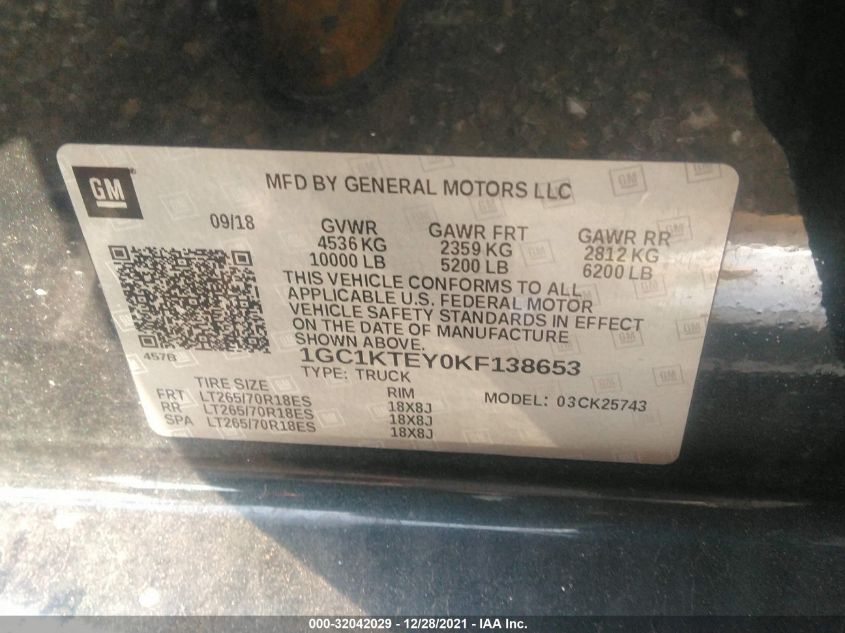 GM
MFD BY GENERAL MOTORS LLC
09/18 GVWR GAWR FRT GAWR RR
4536 KG 2359 KG 2812 KG
10000 LB 5200 LB 6200 LB
THIS VEHICLE CONFORMS TO ALL
APPLICABLE U.S. FEDERAL MOTOR
VEHICLE SAFETY STANDARDS IN EFFECT
ON THE DATE OF MANUFACTURE
SHOWN ABOVE.
457B 1GC1KTEY0KF138653
TYPE: TRUCK
TIRE SIZE RIM MODEL: 03CK25743
FRT LT265/70R18ES 18X8J
RR LT265/70R18ES 18X8J
SPA LT265/70R18ES 18X8J
000-32042029 - 12/28/2021 - IAA Inc.